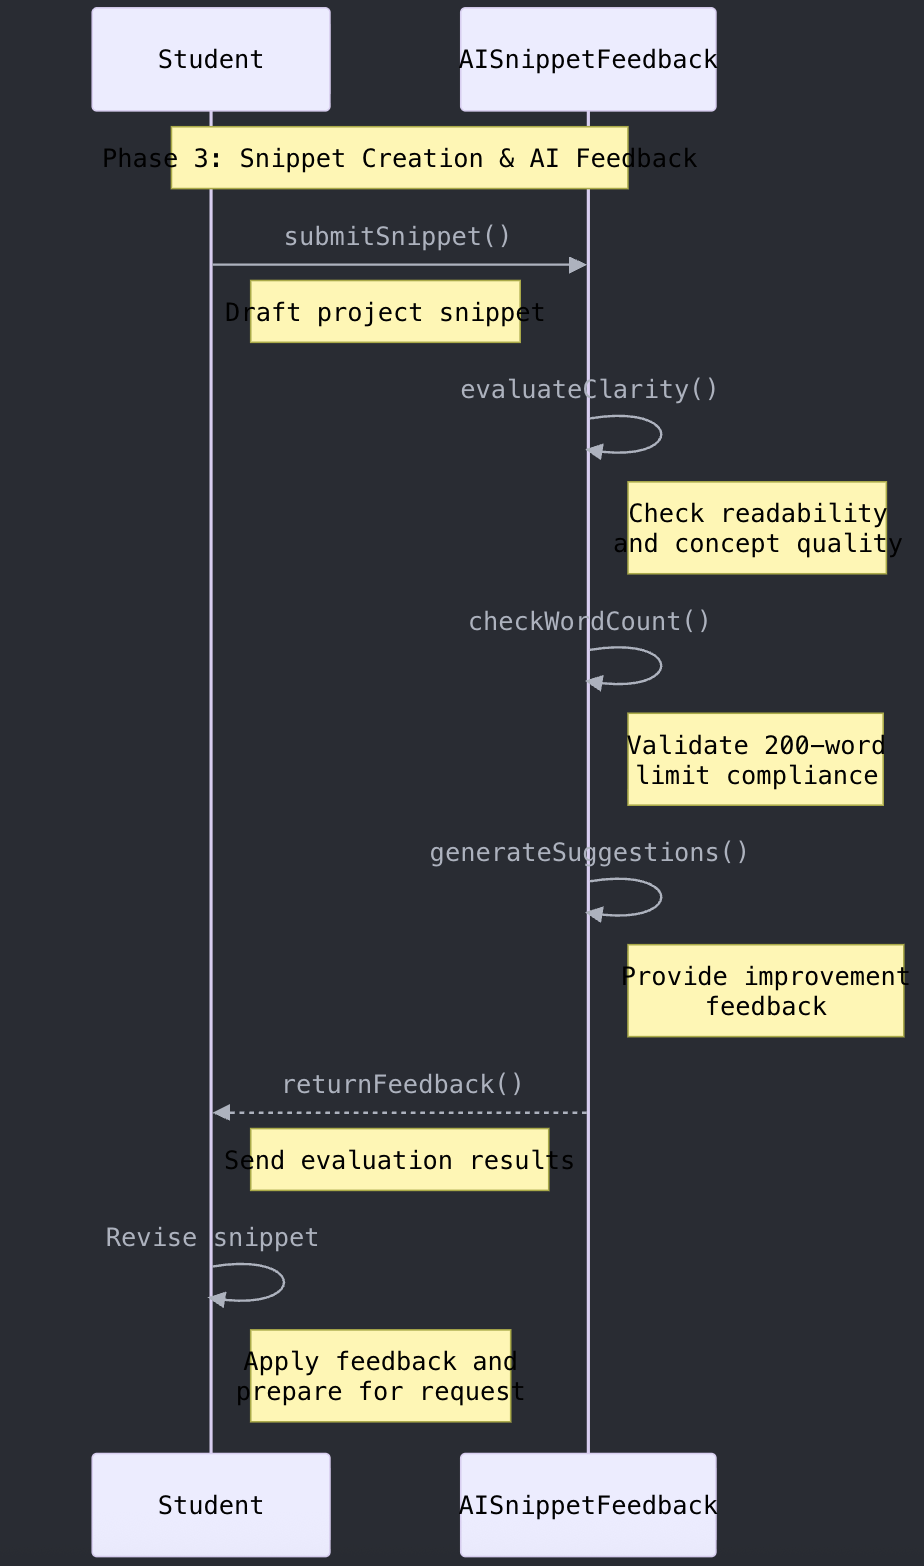 Student
AISnippetFeedback
Phase 3: Snippet Creation & AI Feedback
submitSnippet()
Draft project snippet
evaluateClarity()
Check readability
and concept quality
checkWordCount()
Validate 200−word
limit compliance
generateSuggestions()
Provide improvement
feedback
returnFeedback()
Send evaluation results
Revise snippet
Apply feedback and
prepare for request
Student
AISnippetFeedback